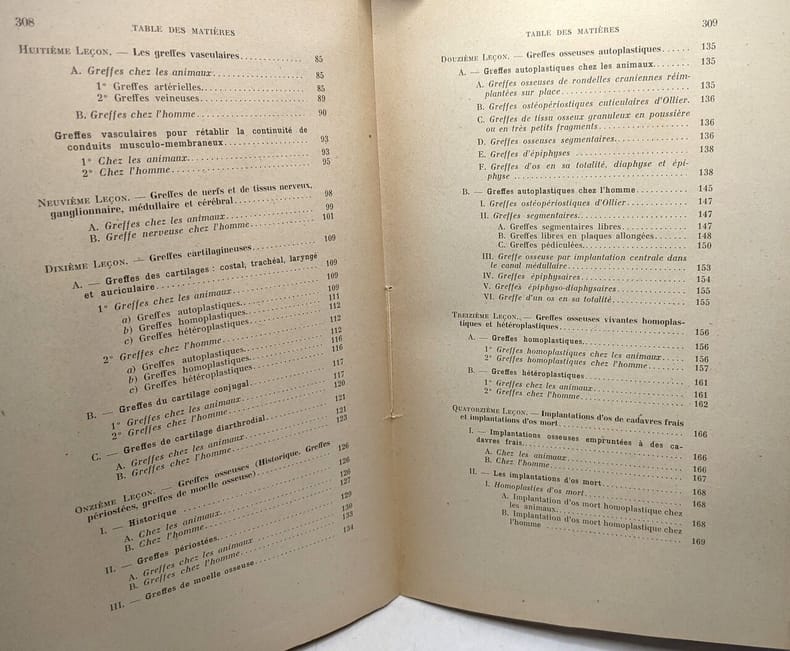 308
TABLE DES MATIÈRES
HUITIÈME LEÇON. — Les greffes vasculaires 85
A. Greffes chez les animaux 85
1° Greffes artérielles 85
2° Greffes veineuses 89
B. Greffes chez l'homme 90
Greffes vasculaires pour rétablir la continuité de
conduits musculo-membraneux 93
1° Chez les animaux 93
2° Chez l'homme 95
NEUVIÈME LEÇON. — Greffes de nerfs et de tissus nerveux,
ganglionnaire, médullaire et cérébral 98
A. Greffes chez les animaux 99
B. Greffe nerveuse chez l'homme 101
DIXIÈME LEÇON. — Greffes cartilagineuses 109
A. — Greffes des cartilages : costal, trachéal, laryngé
et auriculaire 109
1° Greffes chez les animaux 109
a) Greffes autoplastiques 109
b) Greffes homoplastiques 111
c) Greffes hétéroplastiques 112
2° Greffes chez l'homme 112
a) Greffes autoplastiques 112
b) Greffes homoplastiques 116
c) Greffes hétéroplastiques 116
B. — Greffes du cartilage conjugal 117
1° Greffes chez les animaux 117
2° Greffes chez l'homme 120
C. — Greffes de cartilage diarthrodial 121
A. Greffes chez les animaux 121
B. Greffes chez l'homme 123
ONZIÈME LEÇON. — Greffes osseuses (Historique. Greffes
périostées, greffes de moelle osseuse) 126
I. — Historique 126
A. Chez les animaux 126
B. Chez l'homme 127
II. — Greffes périostées 129
A. Greffes chez les animaux 130
B. Greffes chez l'homme 133
III. — Greffes de moelle osseuse 134
TABLE DES MATIÈRES
309
DOUZIÈME LEÇON. — Greffes osseuses autoplastiques 135
A. — Greffes autoplastiques chez les animaux 135
A. Greffes osseuses de rondelles craniennes réim-
plantées sur place 135
B. Greffes ostéopériostiques cuticulaires d'Ollier. 136
C. Greffes de tissu osseux granuleux en poussière
ou en très petits fragments 136
D. Greffes osseuses segmentaires 136
E. Greffes d'épiphyses 138
F. Greffes d'os en sa totalité, diaphyse et épi-
physe 138
B. — Greffes autoplastiques chez l'homme 145
I. Greffes ostéopériostiques d'Ollier 147
II. Greffes segmentaires 147
A. Greffes segmentaires libres 147
B. Greffes libres en plaques allongées 148
C. Greffes pédiculées 150
III. Greffe osseuse par implantation centrale dans
le canal médullaire 153
IV. Greffes épiphysaires 154
V. Greffes épiphyso-diaphysaires 155
VI. Greffe d'un os en sa totalité 155
TREIZIÈME LEÇON. — Greffes osseuses vivantes homoplas-
tiques et hétéroplastiques 156
A. — Greffes homoplastiques 156
1° Greffes homoplastiques chez les animaux 156
2° Greffes homoplastiques chez l'homme 157
B. — Greffes hétéroplastiques 161
1° Greffes chez les animaux 161
2° Greffes chez l'homme 162
QUATORZIÈME LEÇON. — Implantations d'os de cadavres frais
et implantations d'os mort 166
I. — Implantations osseuses empruntées à des ca-
davres frais 166
A. Chez les animaux 166
B. Chez l'homme 167
II. — Les implantations d'os mort 168
I. Homoplasties d'os mort 168
A. Implantation d'os mort homoplastique chez
les animaux 168
B. Implantation d'os mort homoplastique chez
l'homme 169